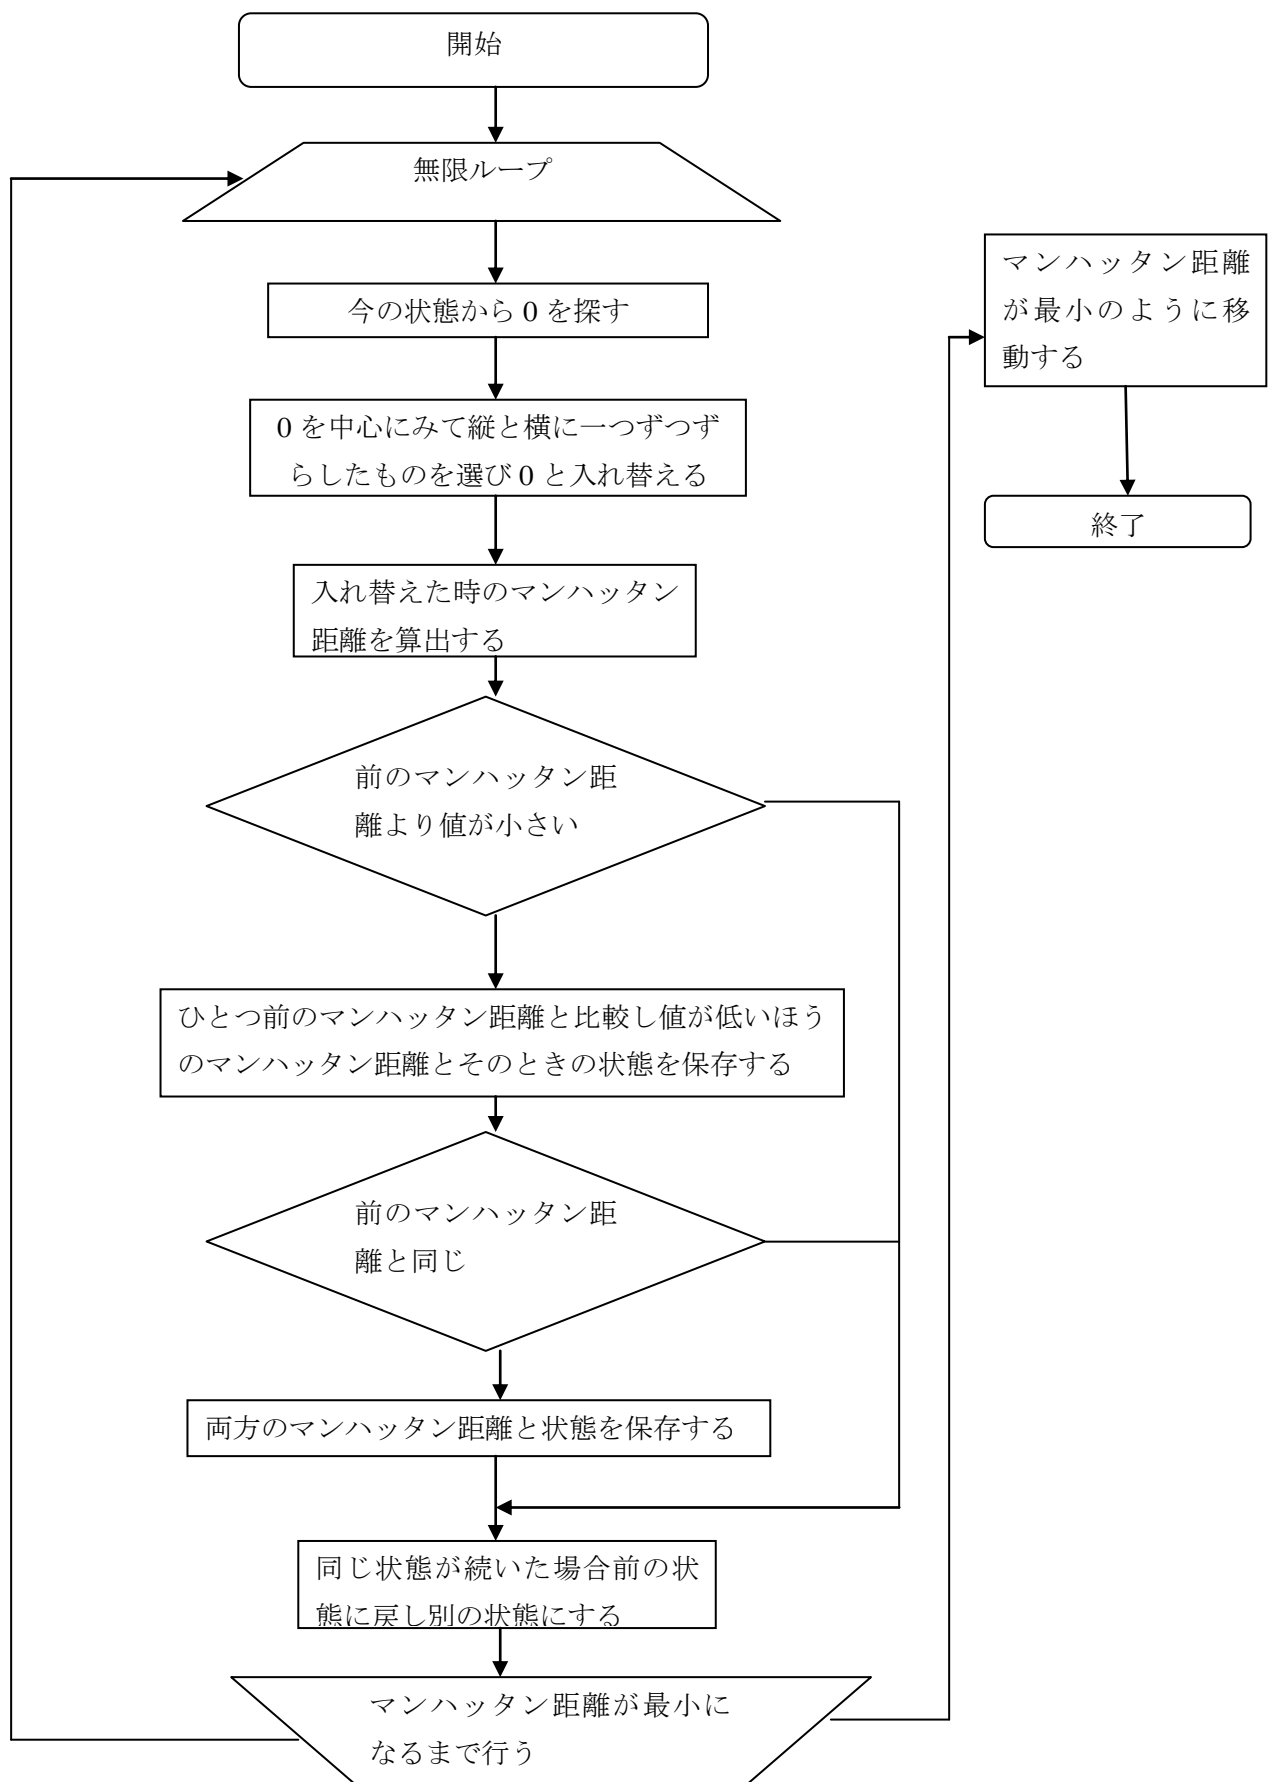 開始
無限ループ
今の状態から 0 を探す
0 を中心にみて縦と横に一つずつず
らしたものを選び 0 と入れ替える
入れ替えた時のマンハッタン
距離を算出する
前のマンハッタン距
離より値が小さい
ひとつ前のマンハッタン距離と比較し値が低いほう
のマンハッタン距離とそのときの状態を保存する
前のマンハッタン距
離と同じ
両方のマンハッタン距離と状態を保存する
同じ状態が続いた場合前の状
態に戻し別の状態にする
マンハッタン距離が最小に
なるまで行う
マンハッタン距離
が最小のように移
動する
終了